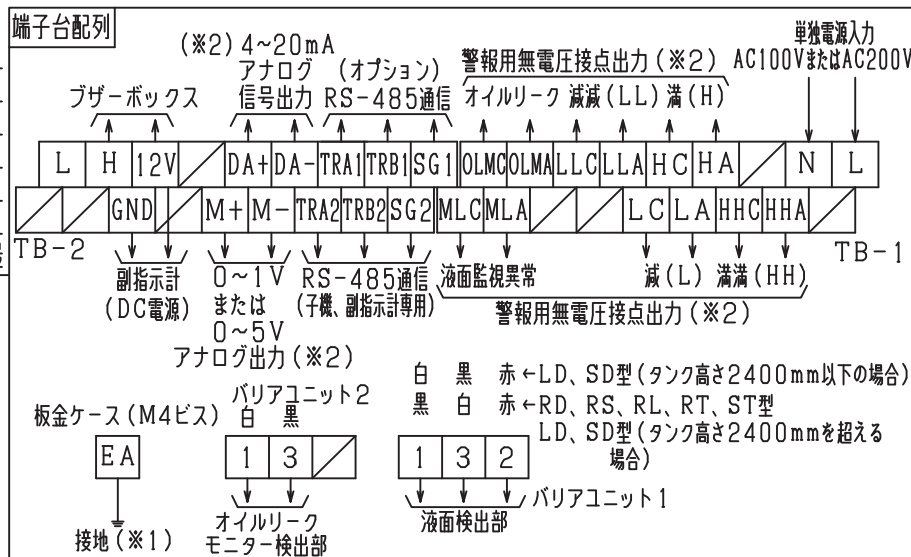 端子台配列
単独電源入力
(※2) 4~20mA
警報用無電圧接点出力(※2)
AC100VまたはAC200V
アナログ (オプション)
ブザーボックス
信号出力 RS-485通信
オイルリーク 減減(LL) 満(H)
L H 12V DA+ DA- TRA1 TRB1 SG1 OLMC OLMA LLC LLA HC HA N L
GND M+ M- TRA2 TRB2 SG2 MLC MLA LC LA HHC HHA
TB-2
TB-1
副指示計
(DC電源)
0~1V
または
0~5V
アナログ出力(※2)
RS-485通信
(子機、副指示計専用)
液面監視異常
減(L) 満満(HH)
警報用無電圧接点出力(※2)
白 黒 赤←LD、SD型(タンク高さ2400mm以下の場合)
黒 白 赤←RD、RS、RL、RT、ST型
LD、SD型(タンク高さ2400mmを超える
場合)
板金ケース(M4ビス)
EA
接地(※1)
バリアユニット2
白 黒
1 3
オイルリーク
モニター検出部
1 3 2
バリアユニット1
液面検出部